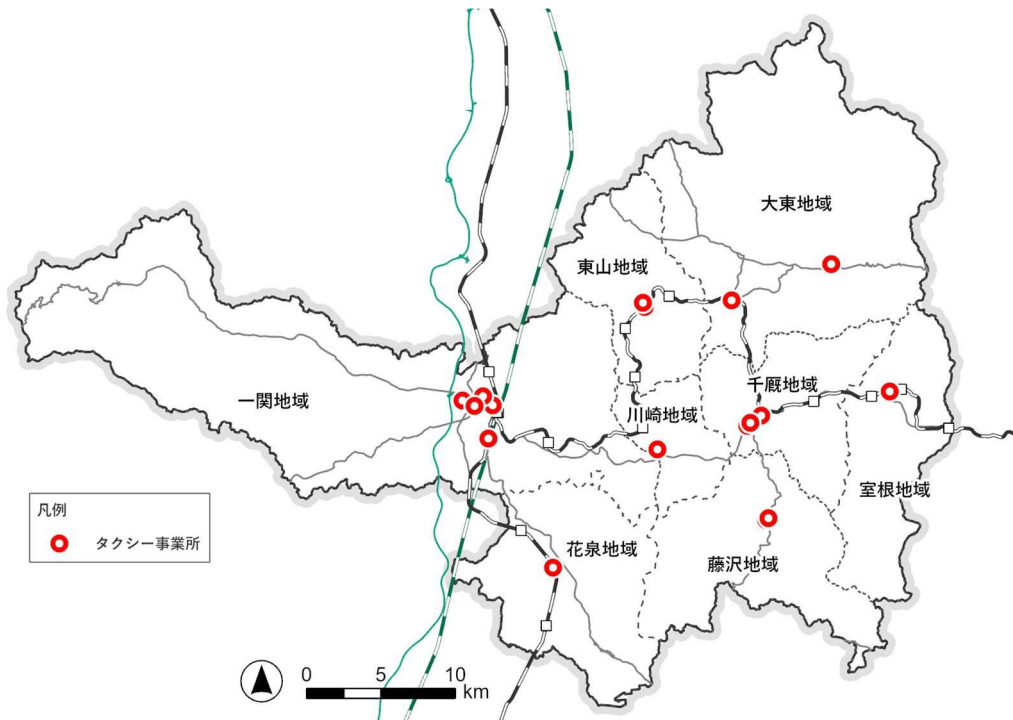 大東地域
東山地域
千厩地域
一関地域
川崎地域
室根地域
凡例
タクシー事業所
花泉地域
藤沢地域
0 5 10
km